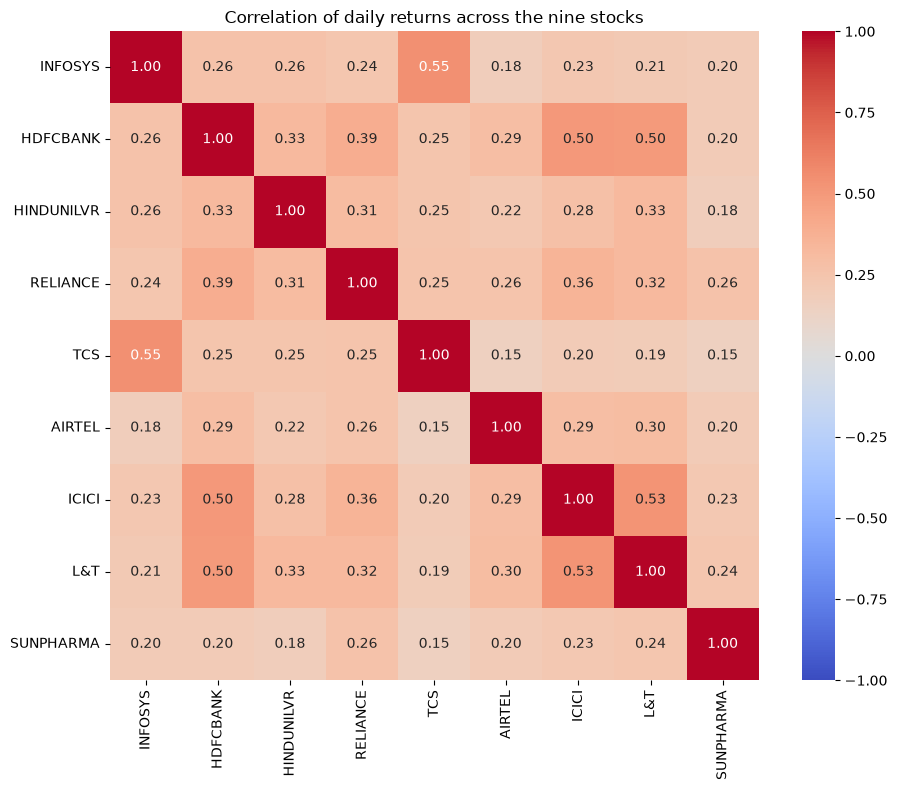 Correlation of daily returns across the nine stocks
INFOSYS 1.00 0.26 0.26 0.24 0.55 0.18 0.23 0.21 0.20
HDFCBANK 0.26 1.00 0.33 0.39 0.25 0.29 0.50 0.50 0.20
HINDUNILVR 0.26 0.33 1.00 0.31 0.25 0.22 0.28 0.33 0.18
RELIANCE 0.24 0.39 0.31 1.00 0.25 0.26 0.36 0.32 0.26
TCS 0.55 0.25 0.25 0.25 1.00 0.15 0.20 0.19 0.15
AIRTEL 0.18 0.29 0.22 0.26 0.15 1.00 0.29 0.30 0.20
ICICI 0.23 0.50 0.28 0.36 0.20 0.29 1.00 0.53 0.23
L&T 0.21 0.50 0.33 0.32 0.19 0.30 0.53 1.00 0.24
SUNPHARMA 0.20 0.20 0.18 0.26 0.15 0.20 0.23 0.24 1.00
INFOSYS HDFCBANK HINDUNILVR RELIANCE TCS AIRTEL ICICI L&T SUNPHARMA
1.00
0.75
0.50
0.25
0.00
−0.25
−0.50
−0.75
−1.00